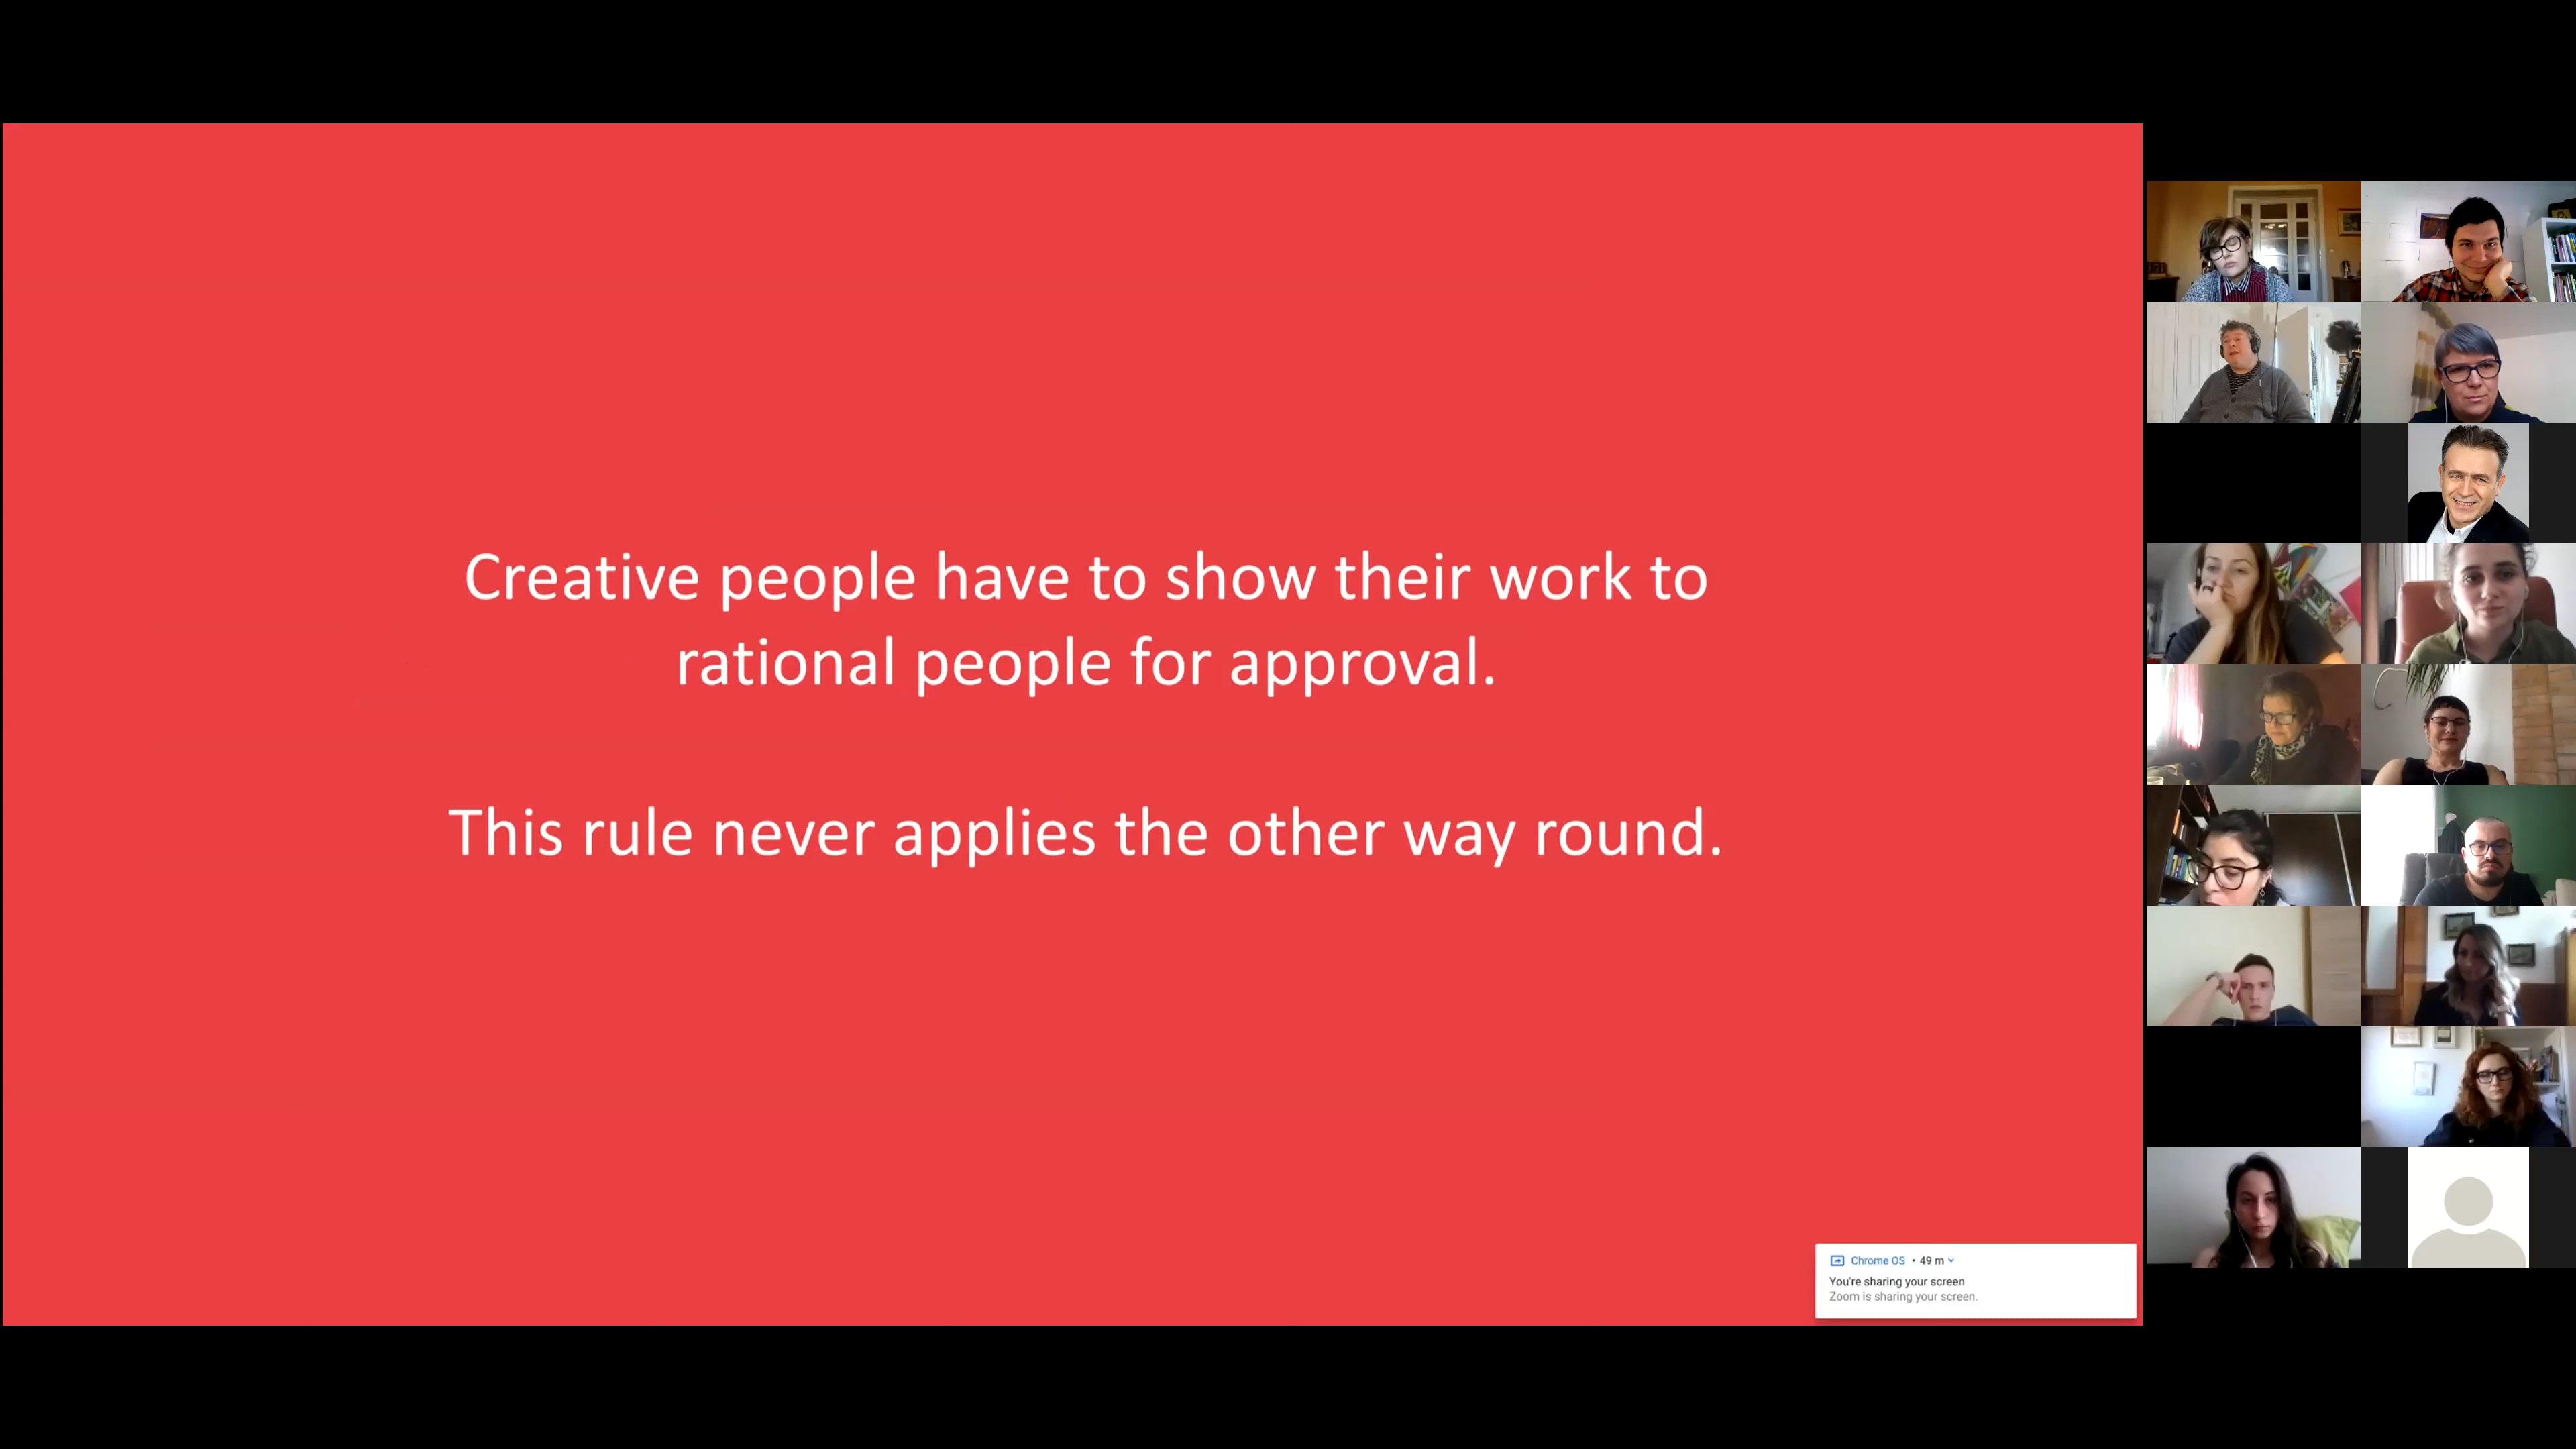 Creative people have to show their work to
rational people for approval.
This rule never applies the other way round.
Chrome OS • 49 m
You're sharing your screen
Zoom is sharing your screen.